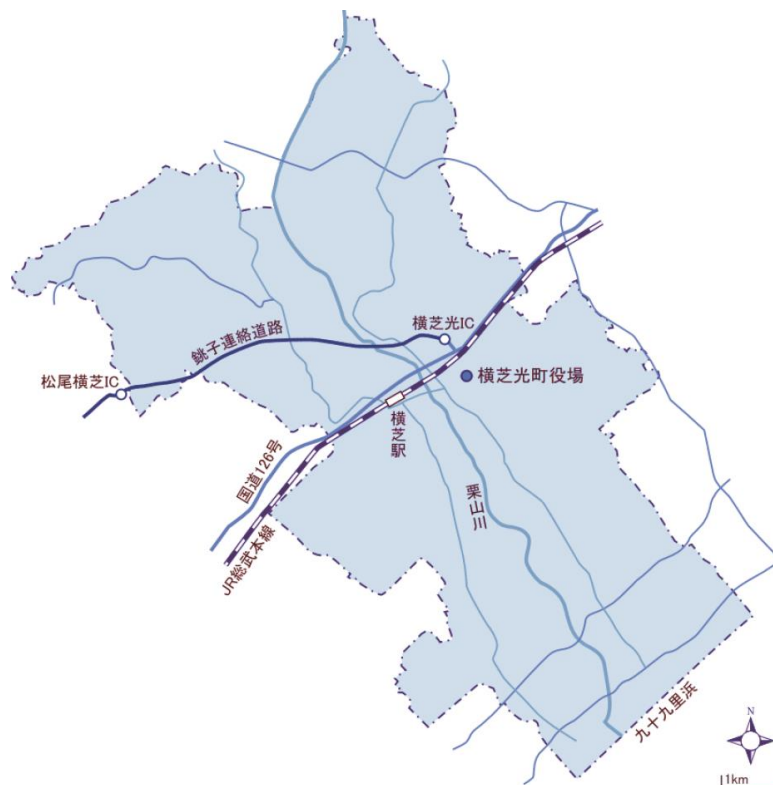 横芝光IC
銚子連絡道路
松尾横芝IC
横芝光町役場
横芝駅
国道126号
栗山川
JR総武本線
九十九里浜
N
1km